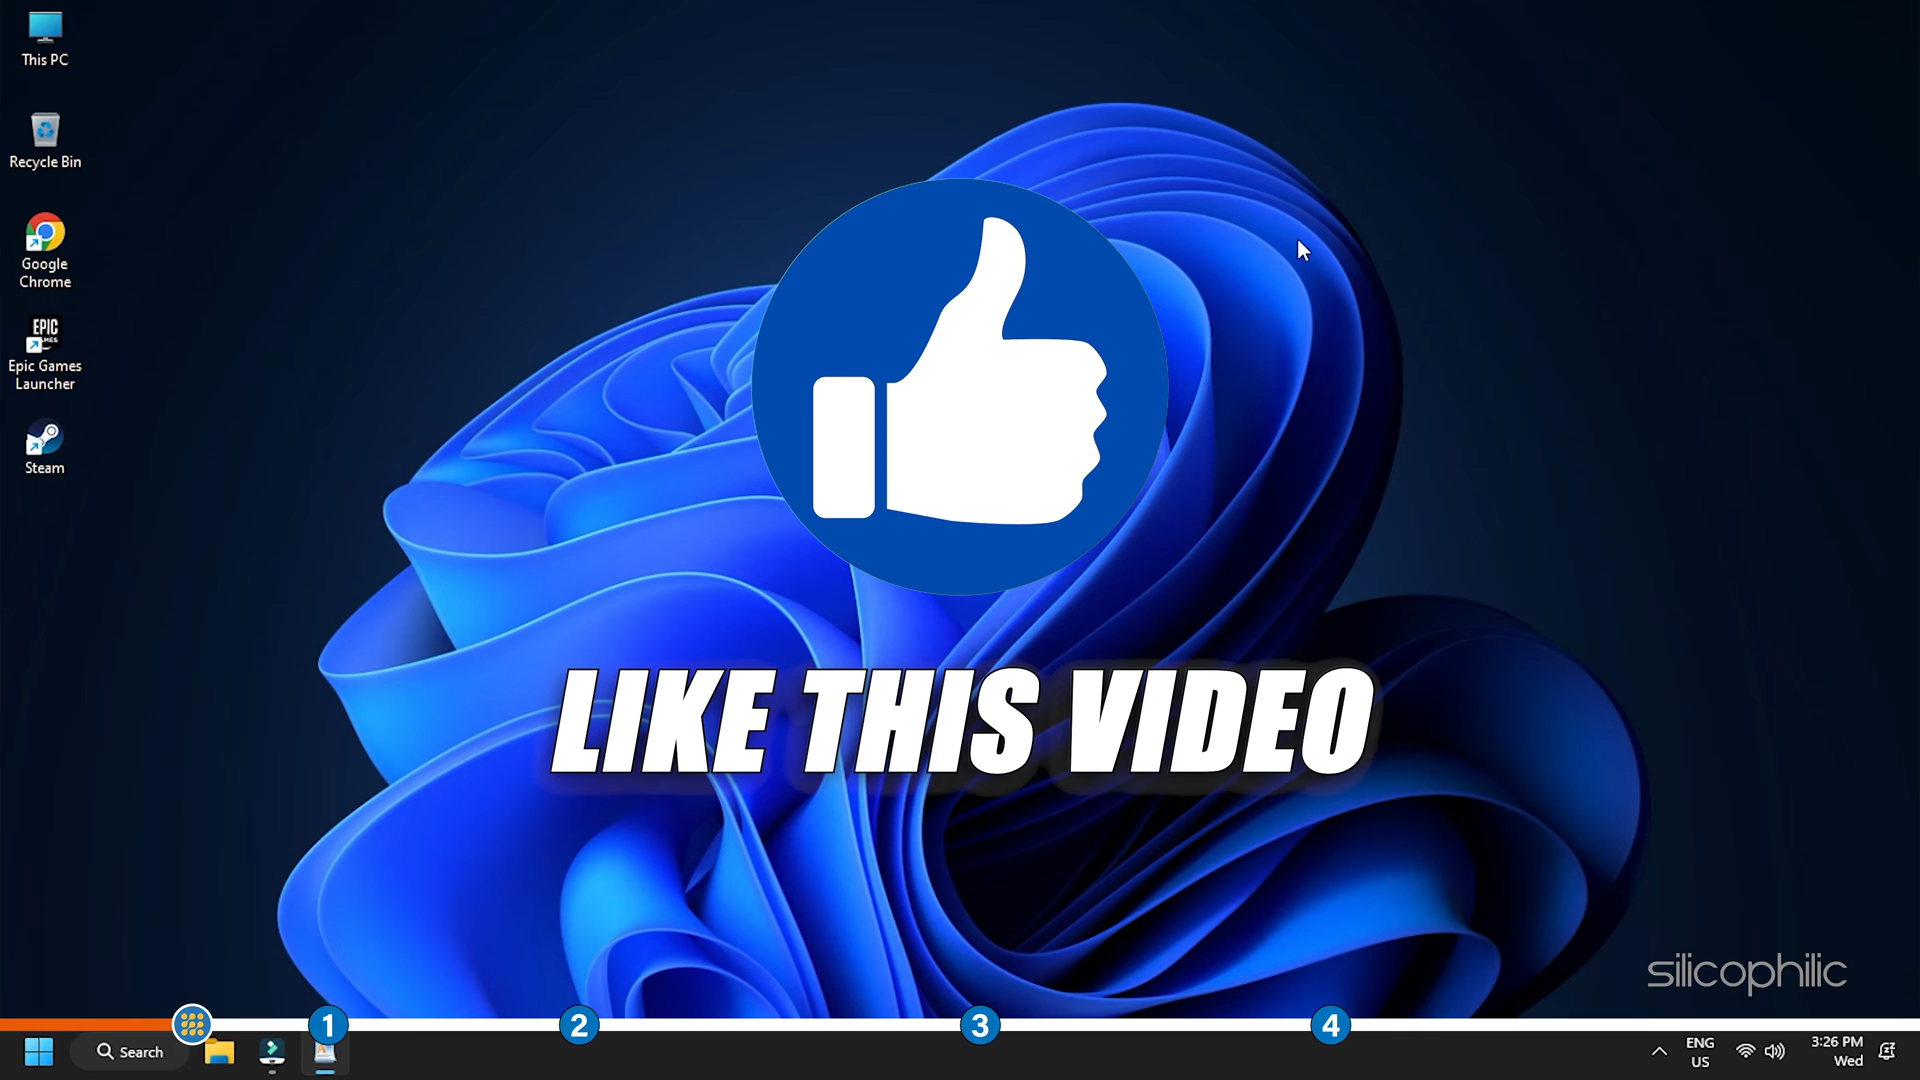 This PC
Recycle Bin
Google
Chrome
EPIC
Epic Games
Launcher
Steam
LIKE THIS VIDEO
silicophilic
1
2
3
4
Search
ENG
US
3:26 PM
Wed